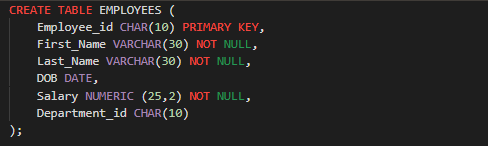 CREATE TABLE EMPLOYEES (
    Employee_id CHAR(10) PRIMARY KEY,
    First_Name VARCHAR(30) NOT NULL,
    Last_Name VARCHAR(30) NOT NULL,
    DOB DATE,
    Salary NUMERIC (25,2) NOT NULL,
    Department_id CHAR(10)
);